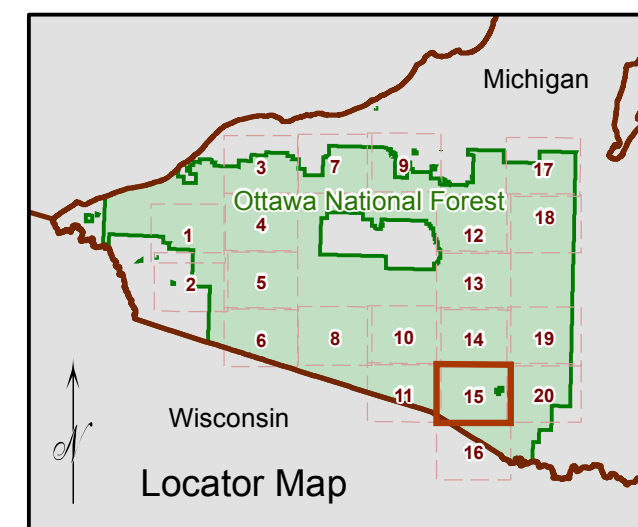 Michigan
3 7 9 17
Ottawa National Forest
1 4 12 18
2 5 13
6 8 10 14 19
11 15 20
Wisconsin
16
N
Locator Map